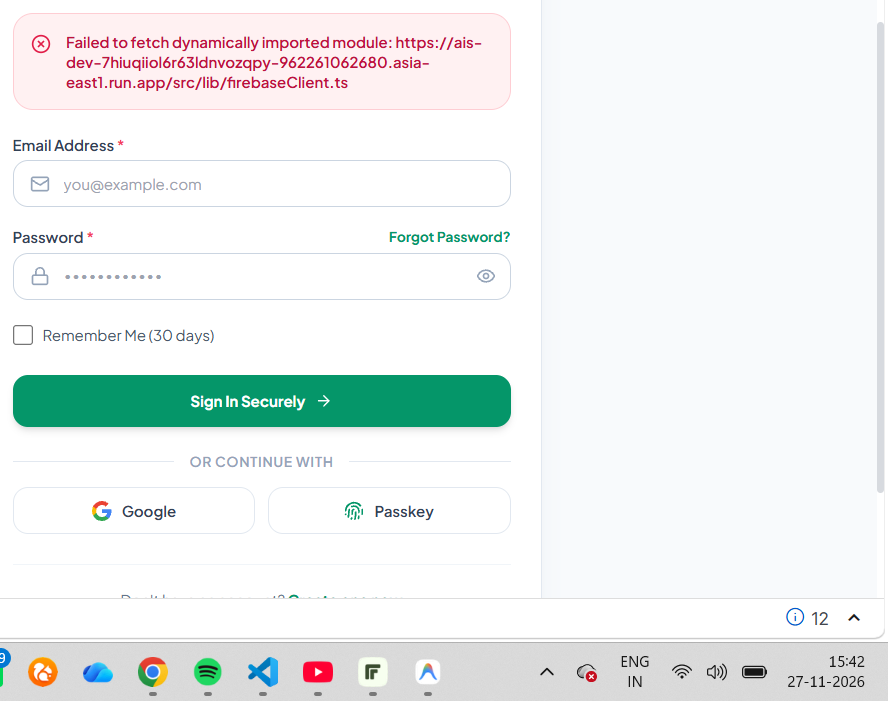 Failed to fetch dynamically imported module: https://ais-
dev-7hiuqiiol6r63ldnvozqpy-962261062680.asia-
east1.run.app/src/lib/firebaseClient.ts
Email Address *
you@example.com
Password *
Forgot Password?
Remember Me (30 days)
Sign In Securely →
OR CONTINUE WITH
Google
Passkey
12
9
ENG
IN
15:42
27-11-2026